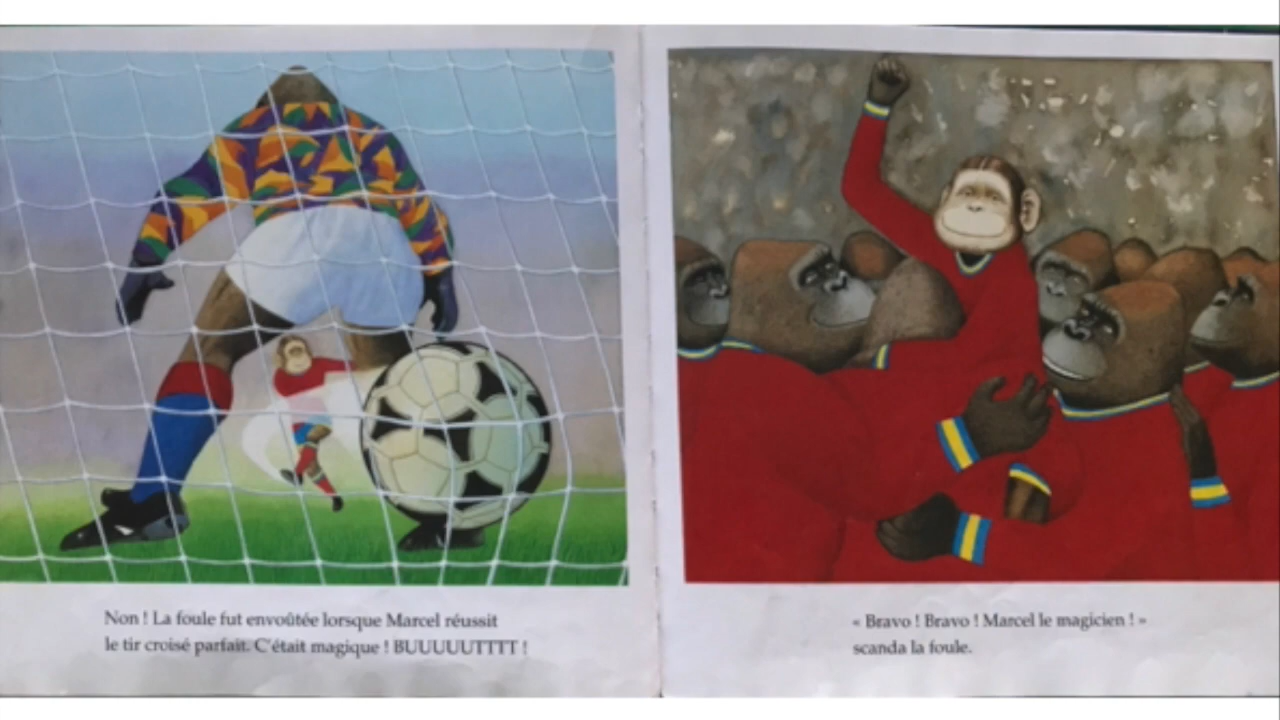 Non ! La foule fut envoûtée lorsque Marcel réussit
le tir croisé parfait. C'était magique ! BUUUUUTTTT !
« Bravo ! Bravo ! Marcel le magicien ! »
scanda la foule.